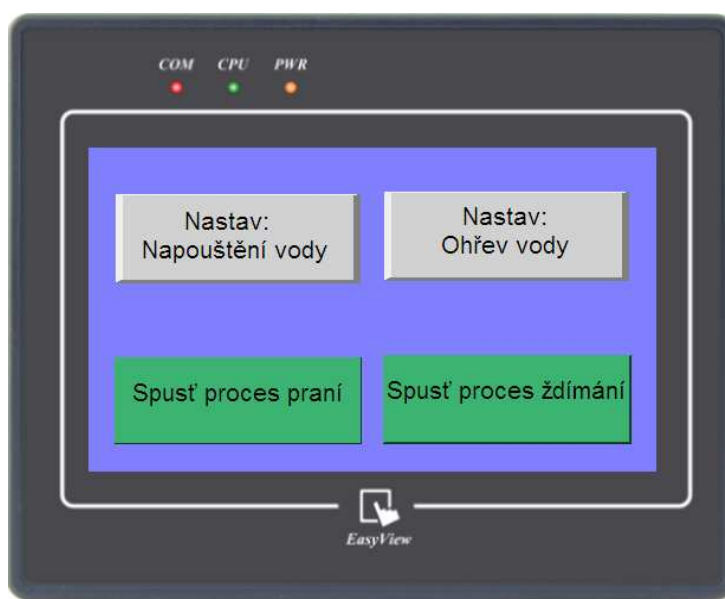 COM CPU PWR
Nastav:
Napouštění vody
Nastav:
Ohřev vody
Spusť proces praní
Spusť proces ždímání
EasyView